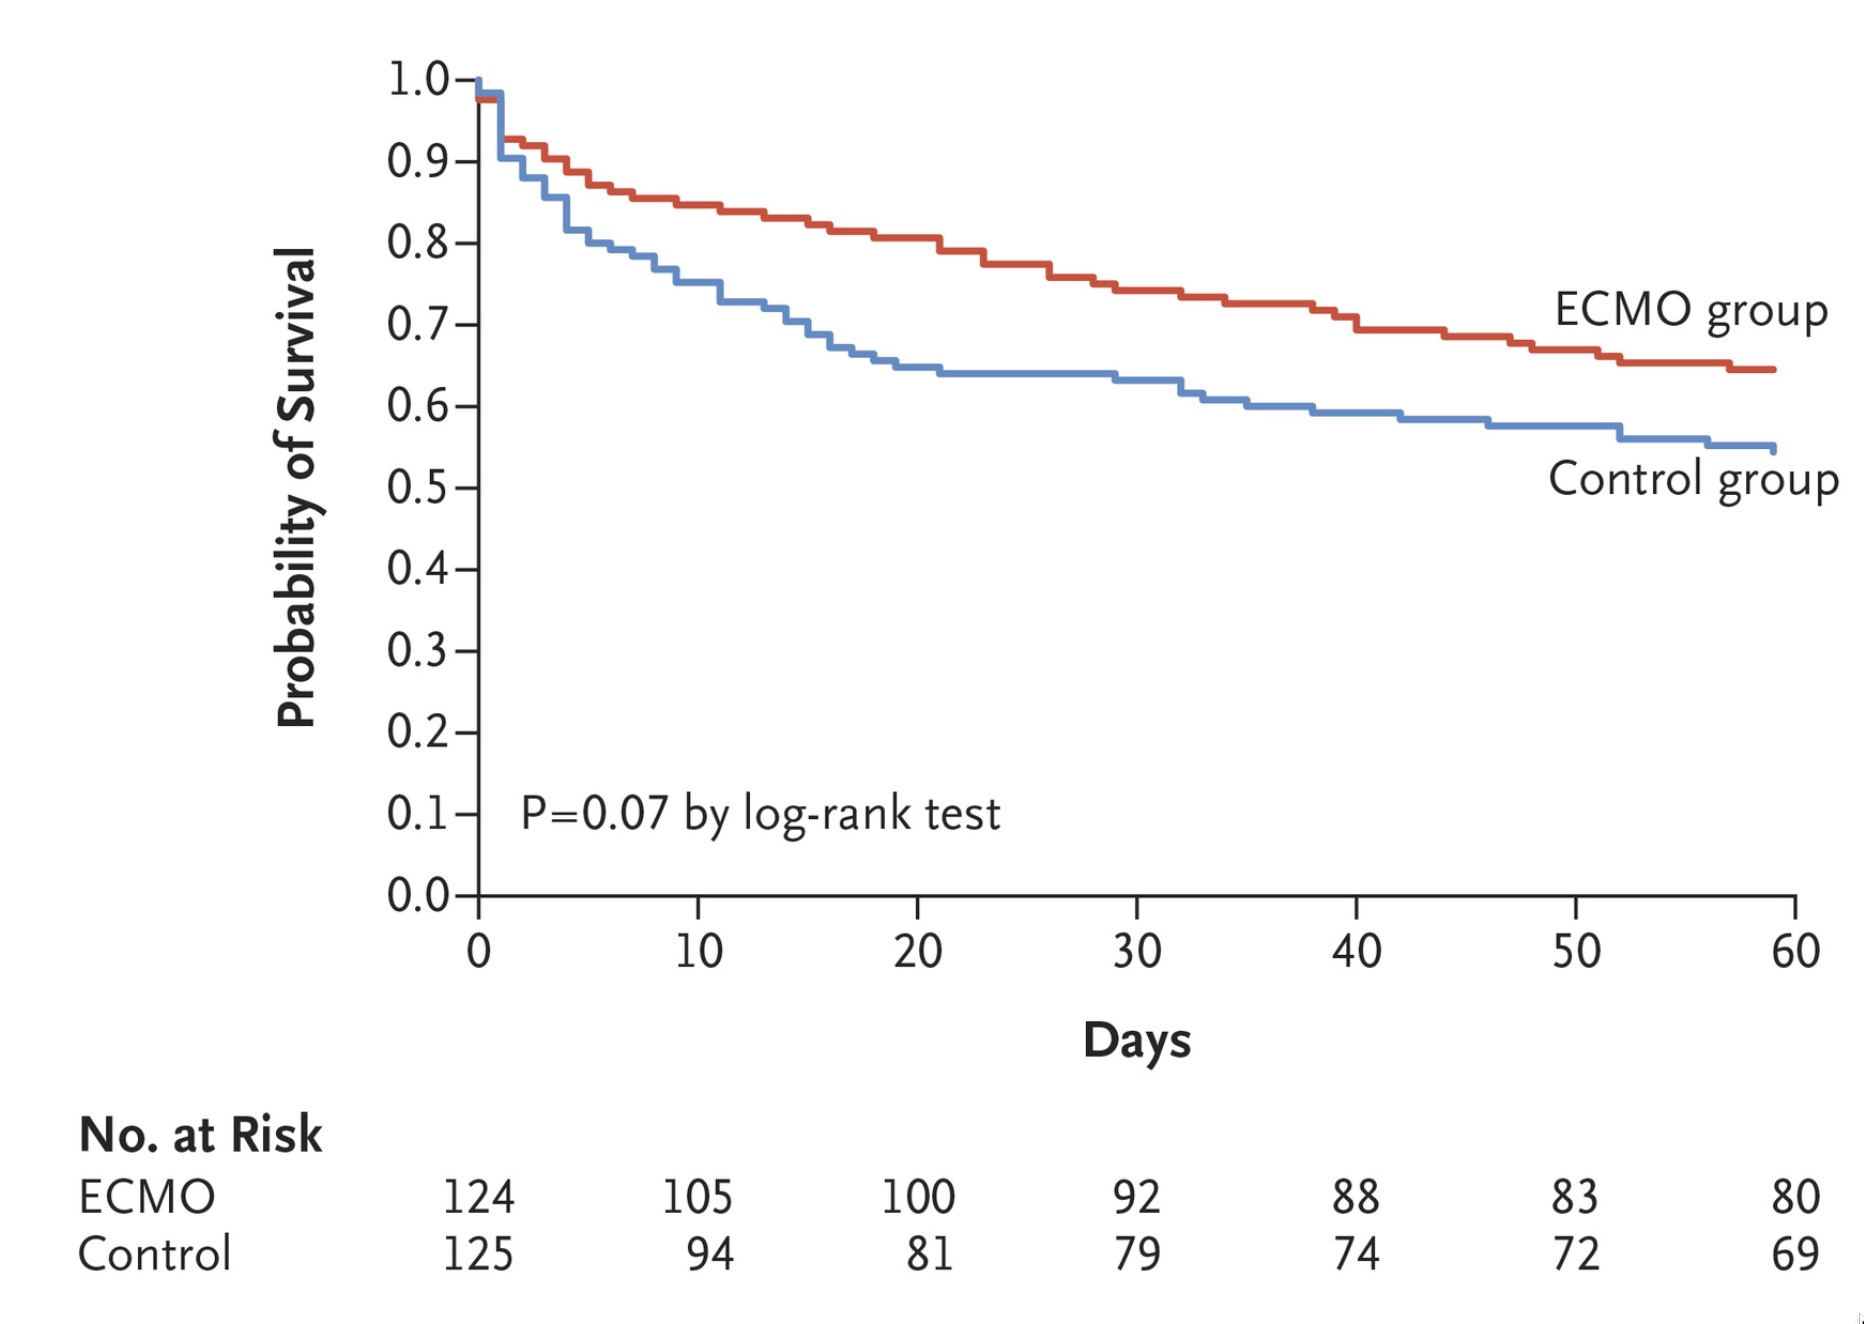 1.0
0.9
0.8
0.7
0.6
0.5
0.4
0.3
0.2
0.1
0.0
Probability of Survival
ECMO group
Control group
P=0.07 by log-rank test
0 10 20 30 40 50 60
Days
No. at Risk
ECMO 124 105 100 92 88 83 80
Control 125 94 81 79 74 72 69